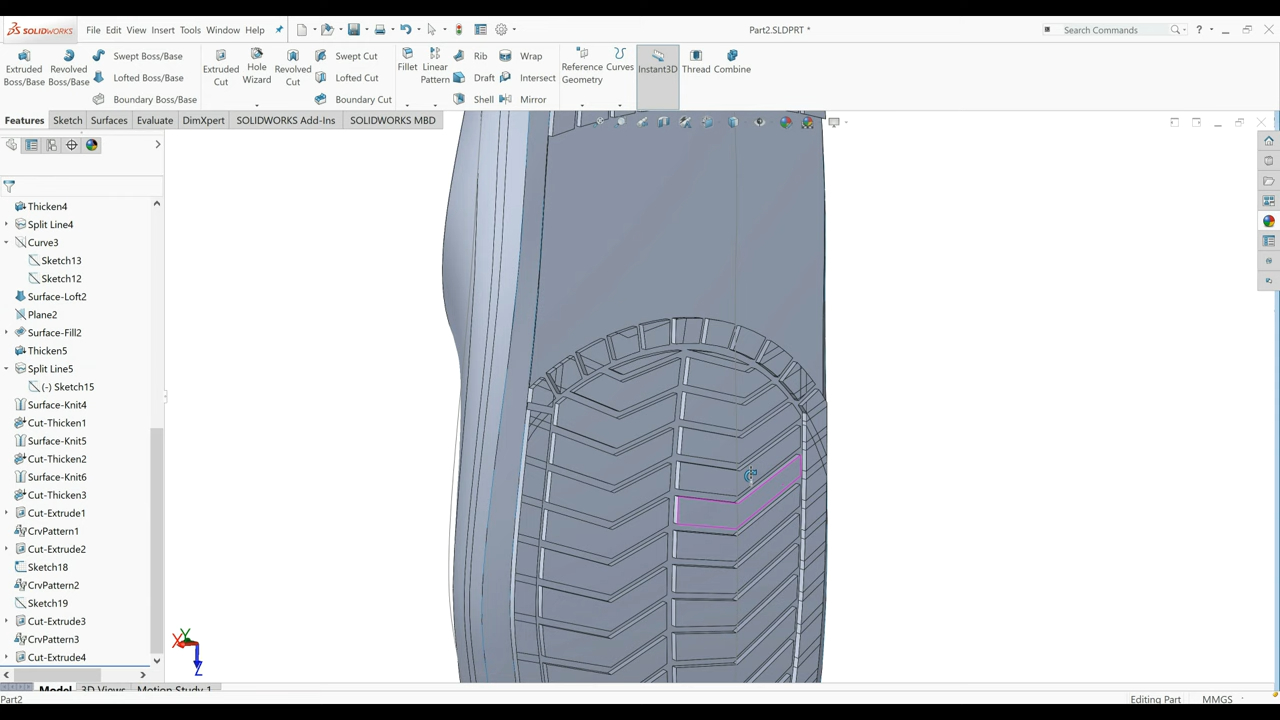 SOLIDWORKS File Edit View Insert Tools Window Part2.SLDPRT * Search Commands ?
Extruded Boss/Base
Revolved Boss/Base
Swept Boss/Base
Lofted Boss/Base
Boundary Boss/Base
Extruded Cut
Hole Wizard
Revolved Cut
Swept Cut
Lofted Cut
Boundary Cut
Fillet
Linear Pattern
Rib
Draft
Shell
Wrap
Intersect
Mirror
Reference Geometry
Curves
Instant3D
Thread
Combine
Features Sketch Surfaces Evaluate DimXpert SOLIDWORKS Add-Ins SOLIDWORKS MBD
Thicken4
Split Line4
Curve3
Sketch13
Sketch12
Surface-Loft2
Plane2
Surface-Fill2
Thicken5
Split Line5
(-) Sketch15
Surface-Knit4
Cut-Thicken1
Surface-Knit5
Cut-Thicken2
Surface-Knit6
Cut-Thicken3
Cut-Extrude1
CrvPattern1
Cut-Extrude2
Sketch18
CrvPattern2
Sketch19
Cut-Extrude3
CrvPattern3
Cut-Extrude4
X Y Z
Model 3D Views Motion Study 1
Part2 Editing Part MMGS